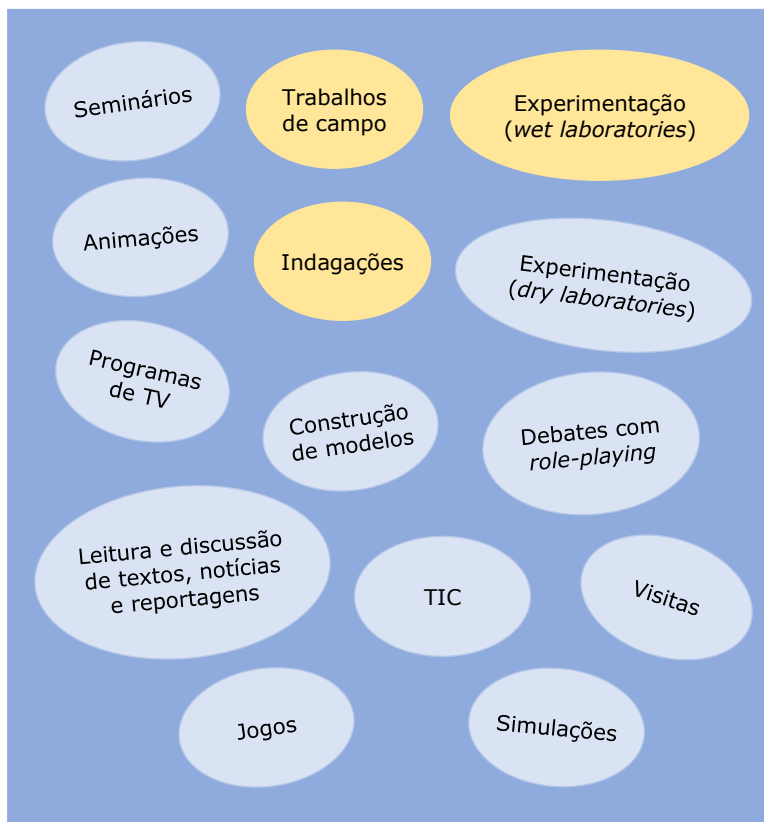 Seminários
Trabalhos
de campo
Experimentação
(wet laboratories)
Animações
Indagações
Experimentação
(dry laboratories)
Programas
de TV
Construção
de modelos
Debates com
role-playing
Leitura e discussão
de textos, notícias
e reportagens
TIC
Visitas
Jogos
Simulações